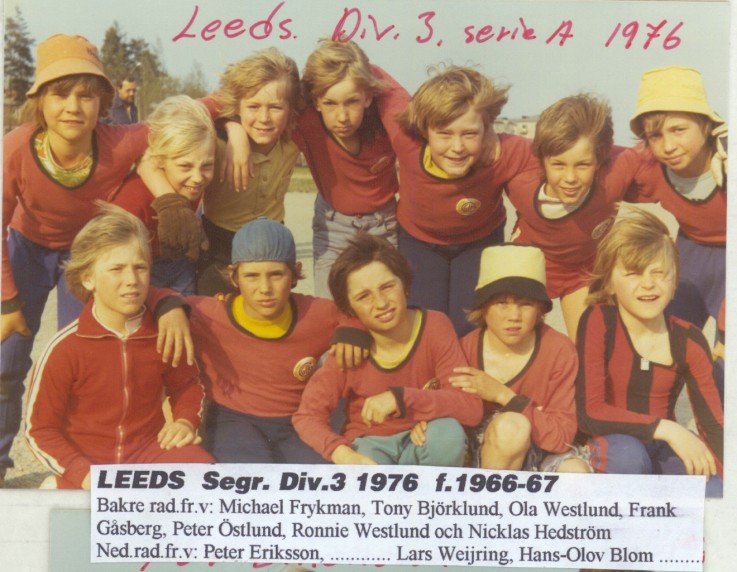 Leeds. Div. 3. serie A 1976
LEEDS Segr. Div.3 1976 f.1966-67
Bakre rad.fr.v: Michael Frykman, Tony Björklund, Ola Westlund, Frank
Gåsberg, Peter Östlund, Ronnie Westlund och Nicklas Hedström
Ned.rad.fr.v: Peter Eriksson, ............ Lars Weijring, Hans-Olov Blom ........